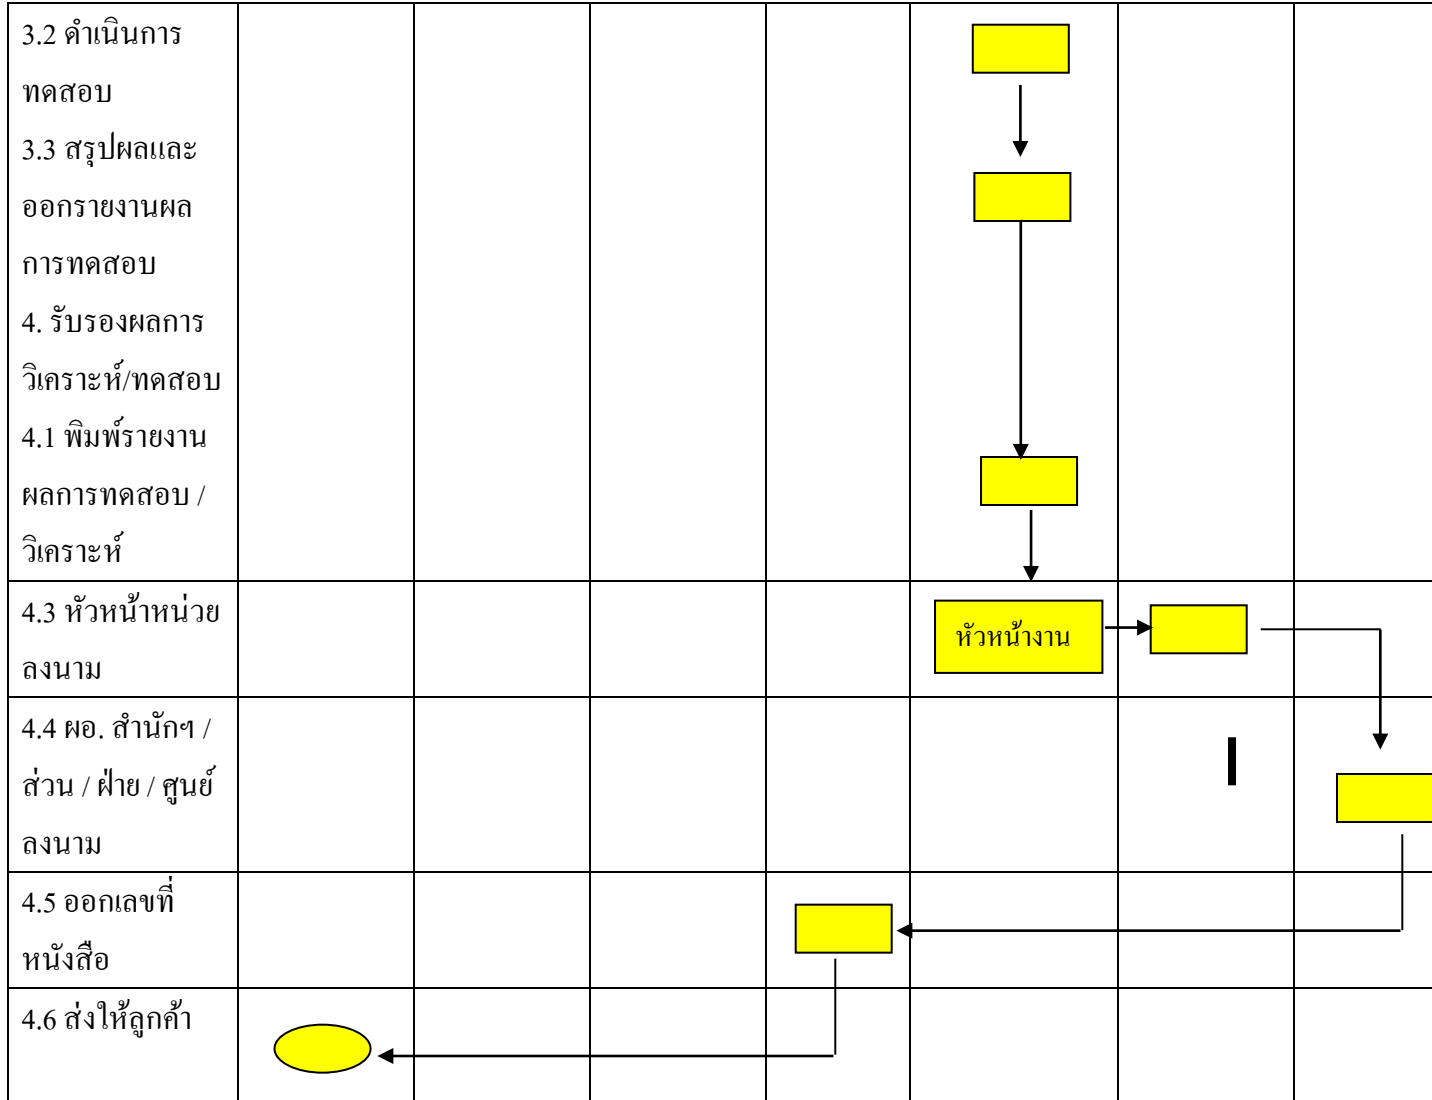 3.2 ดำเนินการ
ทดสอบ
3.3 สรุปผลและ
ออกรายงานผล
การทดสอบ
4. รับรองผลการ
วิเคราะห์/ทดสอบ
4.1 พิมพ์รายงาน
ผลการทดสอบ /
วิเคราะห์
4.3 หัวหน้าหน่วย
ลงนาม
หัวหน้างาน
4.4 ผอ. สำนักฯ /
ส่วน / ฝ่าย / ศูนย์
ลงนาม
4.5 ออกเลขที่
หนังสือ
4.6 ส่งให้ลูกค้า